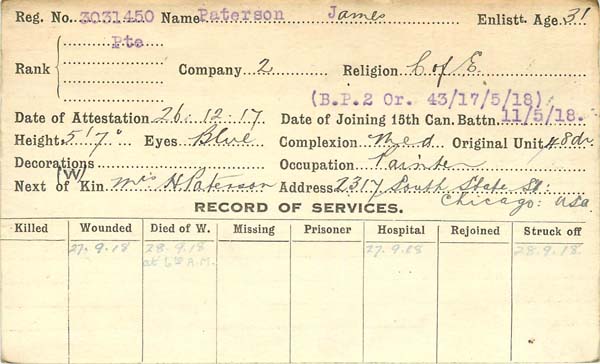 Reg. No. 3031450 Name Paterson James Enlistt. Age. 31
Pte
Rank Company 2 Religion C of E.
(B.P.2 Or. 43/17/5/18)
Date of Attestation 26.12.17 Date of Joining 15th Can. Battn. 11/5/18.
Height 5'7" Eyes Blue Complexion Med Original Unit 48dr.
Decorations Occupation Painter
(W)
Next of Kin Mrs H Paterson Address 2317 South State St:
Chicago: USA
RECORD OF SERVICES.
Killed Wounded Died of W. Missing Prisoner Hospital Rejoined Struck off
27.9.18 28.9.18 27.9.18 28.9.18
at 6 A.M.